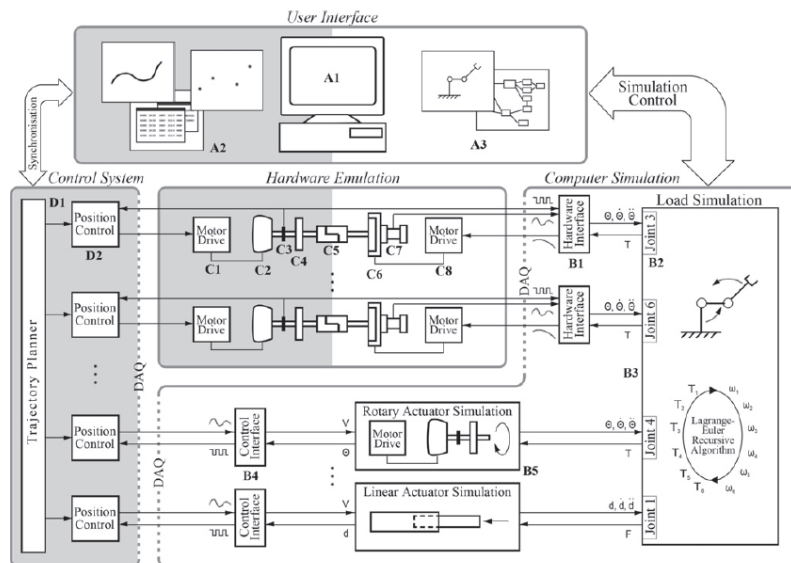 User Interface
A1
A2
A3
Synchronisation
Simulation
Control
Control System
Hardware Emulation
Computer Simulation
D1
Position
Control
D2
Motor
Drive
C1
C2
C3
C4
C5
C6
C7
Motor
Drive
C8
Hardware
Interface
B1
Θ, Θ̇, Θ̈
T
Joint 3
B2
Load Simulation
DAQ
Position
Control
Motor
Drive
Motor
Drive
Hardware
Interface
Θ, Θ̇, Θ̈
T
Joint 6
B3
Trajectory Planner
DAQ
DAQ
Position
Control
Control
Interface
B4
V
Θ
Rotary Actuator Simulation
Motor
Drive
B5
Θ, Θ̇, Θ̈
T
Joint 4
Lagrange-
Euler
Recursive
Algorithm
T₁
T₂
T₃
T₄
T₅
T₆
ω₁
ω₂
ω₃
Position
Control
Control
Interface
V
d
Linear Actuator Simulation
d, ḋ, d̈
F
Joint 1